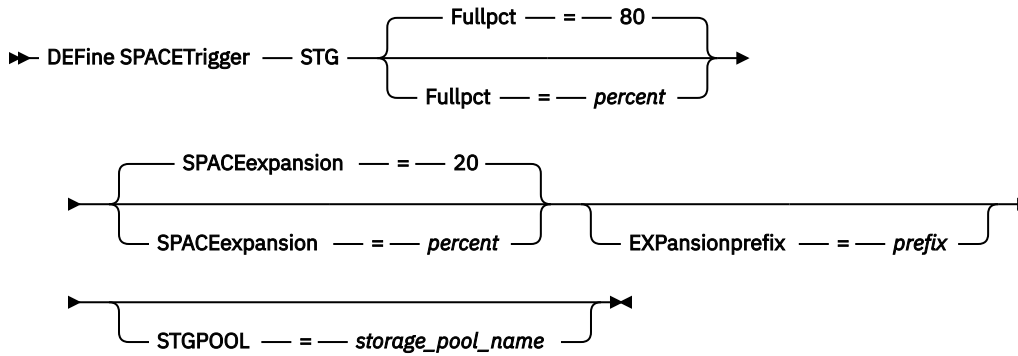 Fullpct = 80
DEFine SPACETrigger STG
Fullpct = percent
SPACEexpansion = 20
SPACEexpansion = percent
EXPansionprefix = prefix
STGPOOL = storage_pool_name